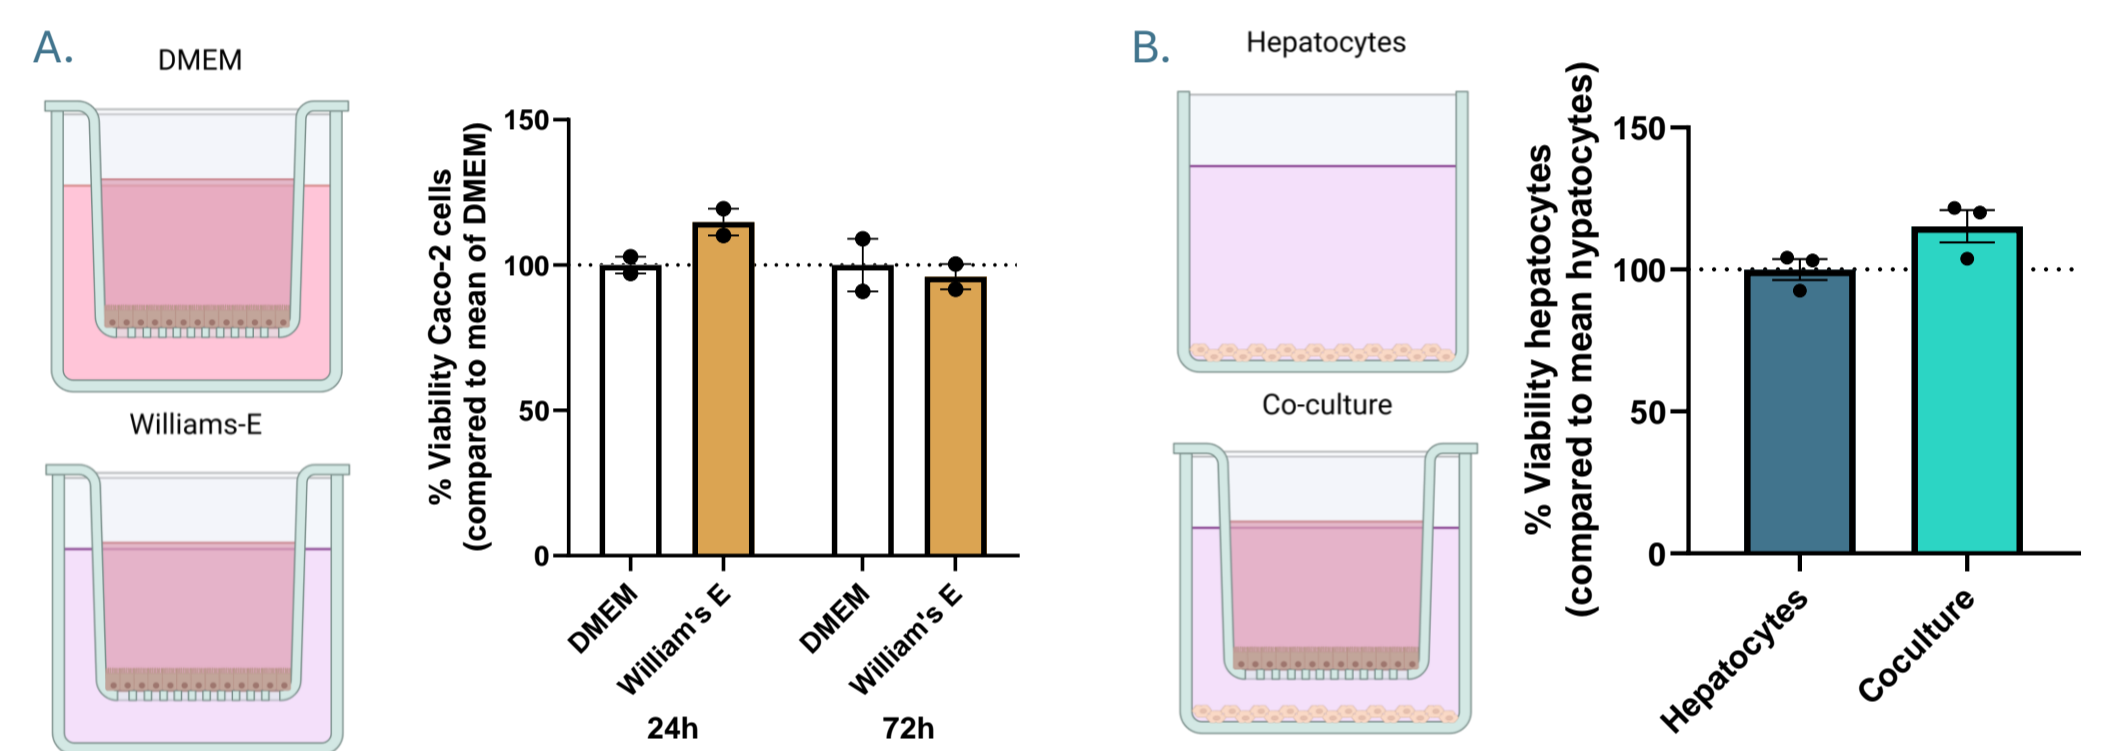 A.
DMEM
Williams-E
% Viability Caco-2 cells
(compared to mean of DMEM)
150
100
50
0
DMEM
William's E
DMEM
William's E
24h
72h
B.
Hepatocytes
Co-culture
% Viability hepatocytes
(compared to mean hypatocytes)
150
100
50
0
Hepatocytes
Coculture